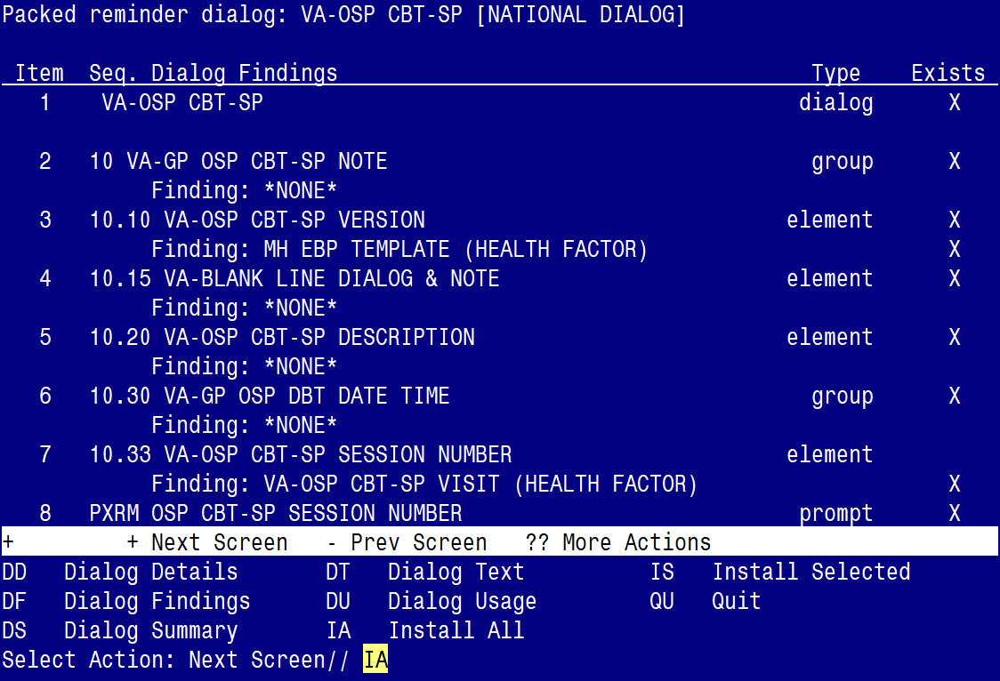 Packed reminder dialog: VA-OSP CBT-SP [NATIONAL DIALOG]
Item  Seq. Dialog Findings                                      Type    Exists
1     VA-OSP CBT-SP                                            dialog      X
2   10 VA-GP OSP CBT-SP NOTE                                   group      X
Finding: *NONE*
3   10.10 VA-OSP CBT-SP VERSION                              element      X
Finding: MH EBP TEMPLATE (HEALTH FACTOR)                         X
4   10.15 VA-BLANK LINE DIALOG & NOTE                        element      X
Finding: *NONE*
5   10.20 VA-OSP CBT-SP DESCRIPTION                          element      X
Finding: *NONE*
6   10.30 VA-GP OSP DBT DATE TIME                              group      X
Finding: *NONE*
7   10.33 VA-OSP CBT-SP SESSION NUMBER                       element
Finding: VA-OSP CBT-SP VISIT (HEALTH FACTOR)                     X
8   PXRM OSP CBT-SP SESSION NUMBER                            prompt      X
+         + Next Screen   - Prev Screen   ?? More Actions
DD   Dialog Details       DT   Dialog Text          IS   Install Selected
DF   Dialog Findings      DU   Dialog Usage         QU   Quit
DS   Dialog Summary       IA   Install All
Select Action: Next Screen// IA